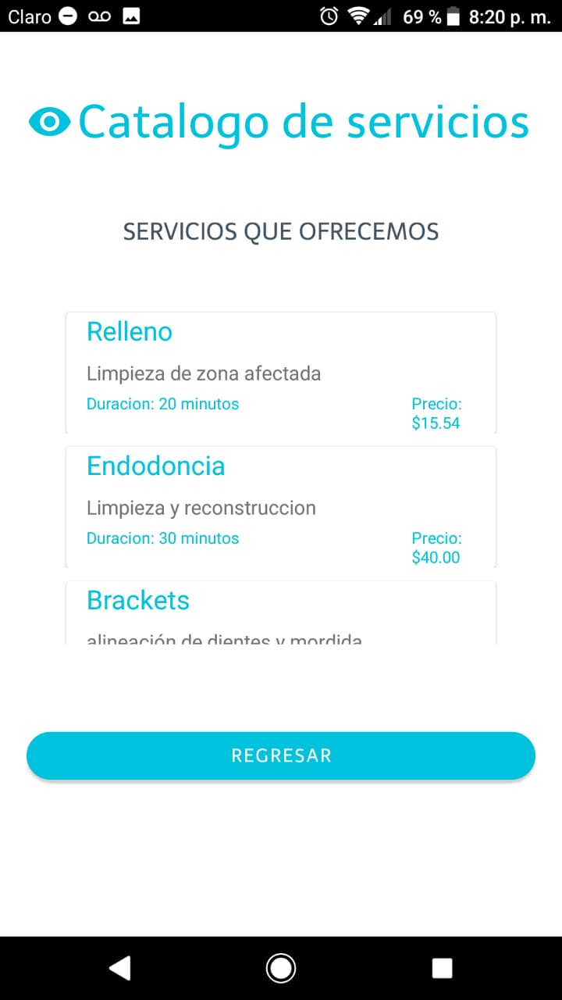 Claro 69 % 8:20 p. m.
Catalogo de servicios
SERVICIOS QUE OFRECEMOS
Relleno
Limpieza de zona afectada
Duracion: 20 minutos Precio:
$15.54
Endodoncia
Limpieza y reconstruccion
Duracion: 30 minutos Precio:
$40.00
Brackets
alineación de dientes y mordida
REGRESAR